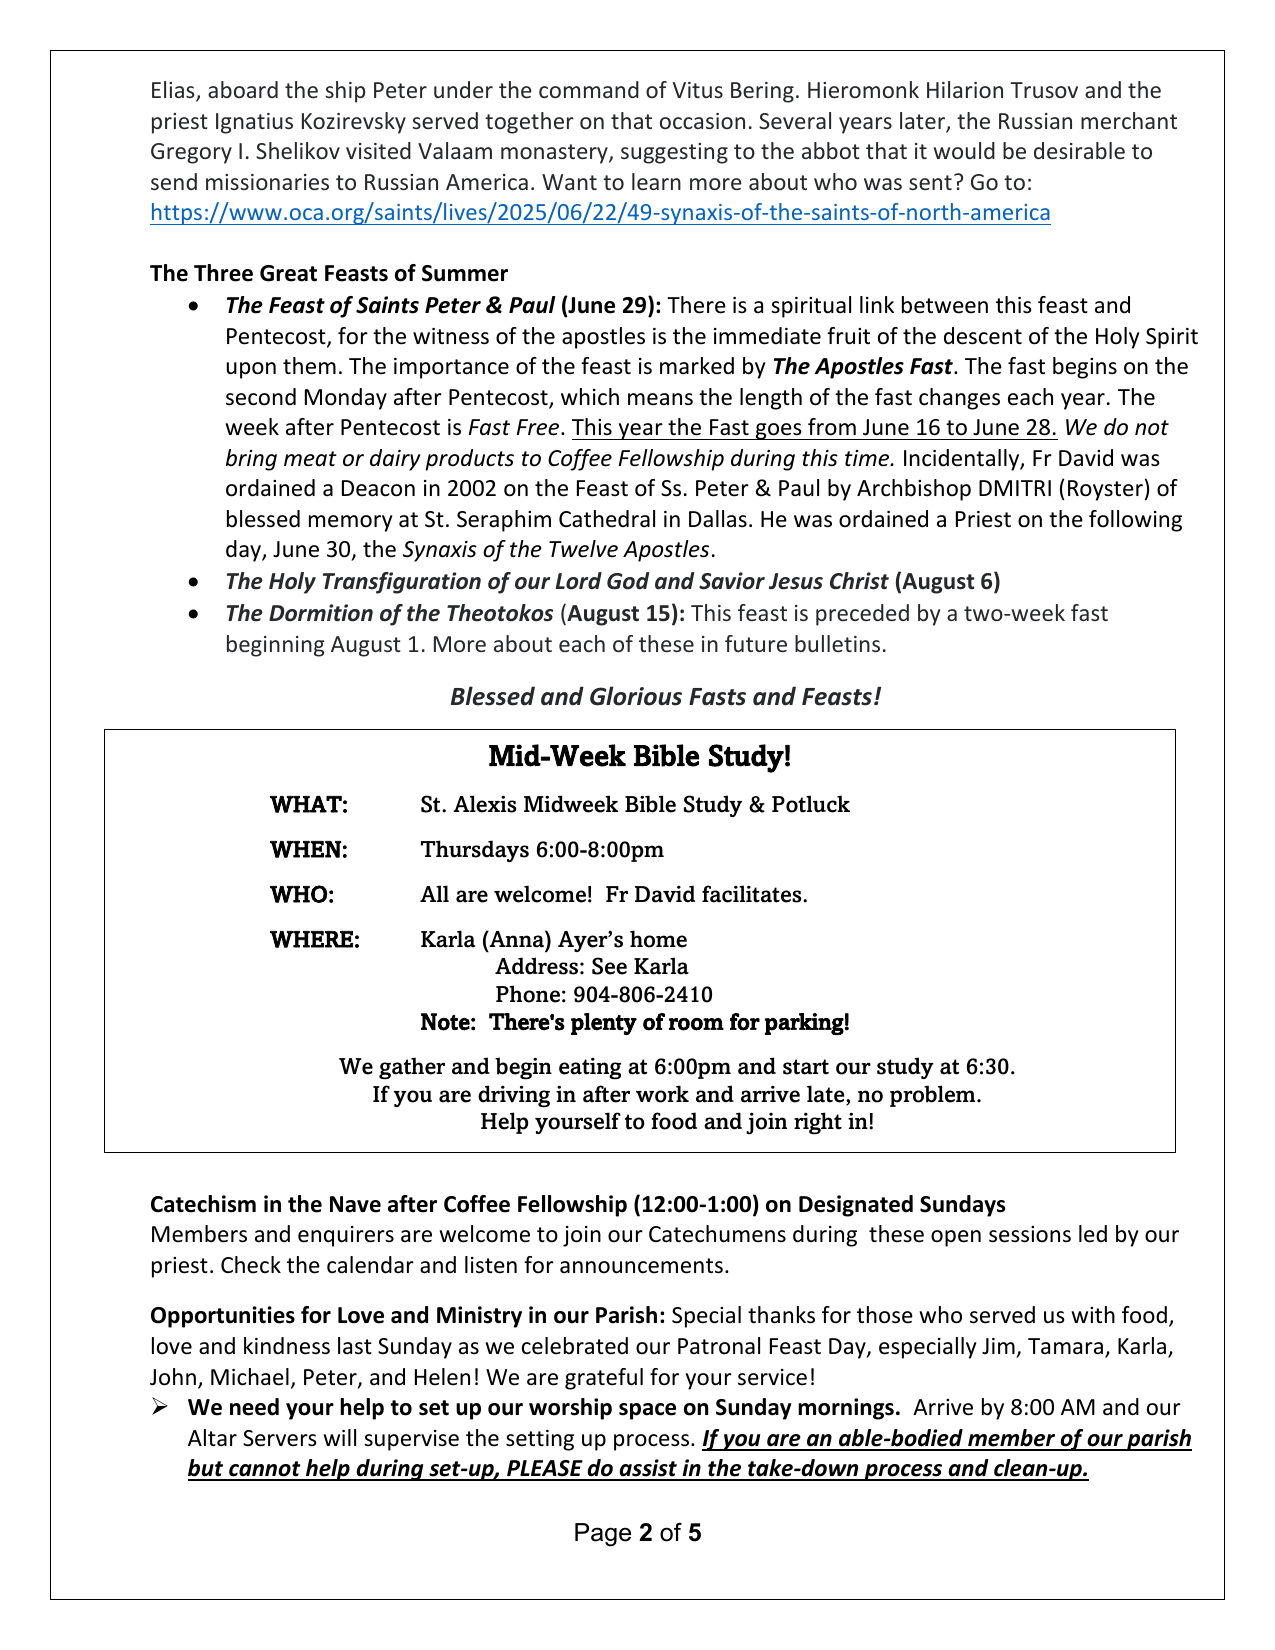 Elias, aboard the ship Peter under the command of Vitus Bering. Hieromonk Hilarion Trusov and the
priest Ignatius Kozirevsky served together on that occasion. Several years later, the Russian merchant
Gregory I. Shelikov visited Valaam monastery, suggesting to the abbot that it would be desirable to
send missionaries to Russian America. Want to learn more about who was sent? Go to:
https://www.oca.org/saints/lives/2025/06/22/49-synaxis-of-the-saints-of-north-america
The Three Great Feasts of Summer
• The Feast of Saints Peter & Paul (June 29): There is a spiritual link between this feast and
Pentecost, for the witness of the apostles is the immediate fruit of the descent of the Holy Spirit
upon them. The importance of the feast is marked by The Apostles Fast. The fast begins on the
second Monday after Pentecost, which means the length of the fast changes each year. The
week after Pentecost is Fast Free. This year the Fast goes from June 16 to June 28. We do not
bring meat or dairy products to Coffee Fellowship during this time. Incidentally, Fr David was
ordained a Deacon in 2002 on the Feast of Ss. Peter & Paul by Archbishop DMITRI (Royster) of
blessed memory at St. Seraphim Cathedral in Dallas. He was ordained a Priest on the following
day, June 30, the Synaxis of the Twelve Apostles.
• The Holy Transfiguration of our Lord God and Savior Jesus Christ (August 6)
• The Dormition of the Theotokos (August 15): This feast is preceded by a two-week fast
beginning August 1. More about each of these in future bulletins.
Blessed and Glorious Fasts and Feasts!
Mid-Week Bible Study!
WHAT: St. Alexis Midweek Bible Study & Potluck
WHEN: Thursdays 6:00-8:00pm
WHO: All are welcome!  Fr David facilitates.
WHERE: Karla (Anna) Ayer’s home
Address: See Karla
Phone: 904-806-2410
Note:  There's plenty of room for parking!
We gather and begin eating at 6:00pm and start our study at 6:30.
If you are driving in after work and arrive late, no problem.
Help yourself to food and join right in!
Catechism in the Nave after Coffee Fellowship (12:00-1:00) on Designated Sundays
Members and enquirers are welcome to join our Catechumens during  these open sessions led by our
priest. Check the calendar and listen for announcements.
Opportunities for Love and Ministry in our Parish: Special thanks for those who served us with food,
love and kindness last Sunday as we celebrated our Patronal Feast Day, especially Jim, Tamara, Karla,
John, Michael, Peter, and Helen! We are grateful for your service!
➢ We need your help to set up our worship space on Sunday mornings.  Arrive by 8:00 AM and our
Altar Servers will supervise the setting up process. If you are an able-bodied member of our parish
but cannot help during set-up, PLEASE do assist in the take-down process and clean-up.
Page 2 of 5